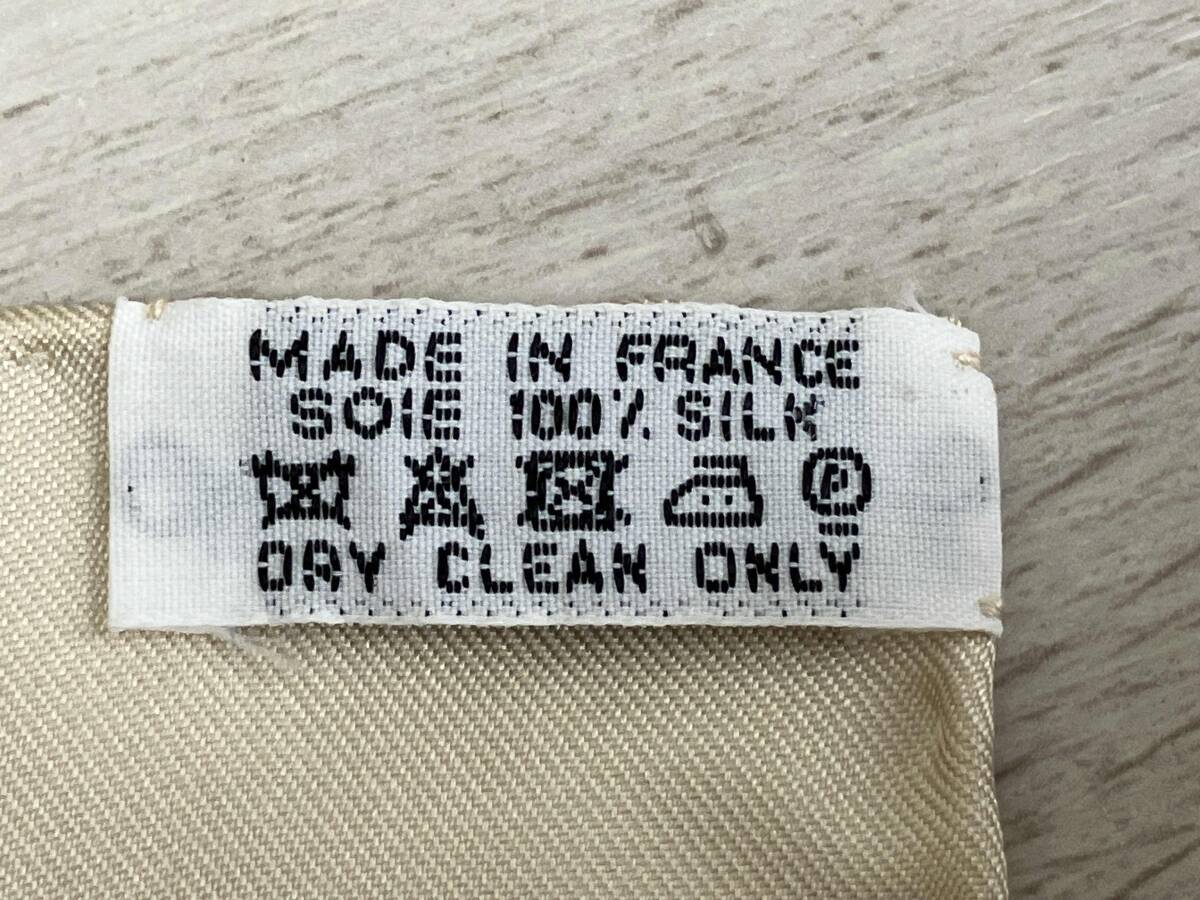 MADE IN FRANCE
SOIE 100% SILK
P
DRY CLEAN ONLY